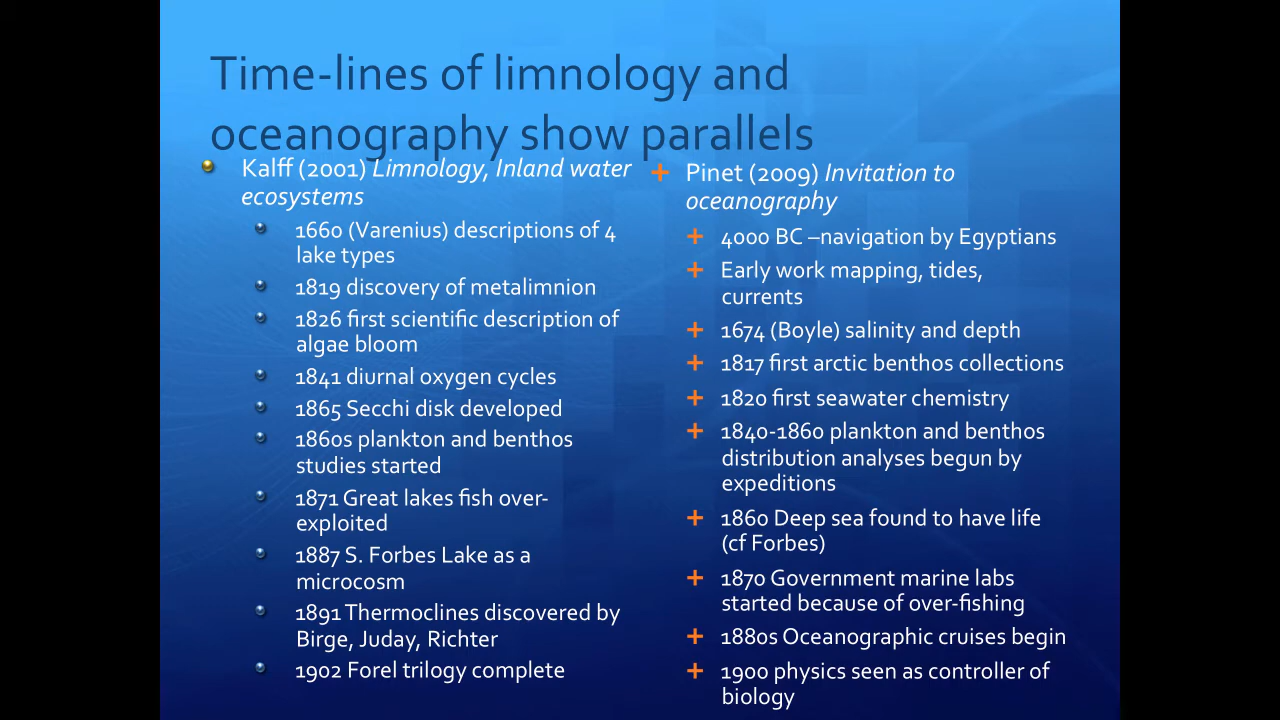 Time-lines of limnology and
oceanography show parallels
Kalff (2001) Limnology, Inland water
ecosystems
1660 (Varenius) descriptions of 4
lake types
1819 discovery of metalimnion
1826 first scientific description of
algae bloom
1841 diurnal oxygen cycles
1865 Secchi disk developed
1860s plankton and benthos
studies started
1871 Great lakes fish over-
exploited
1887 S. Forbes Lake as a
microcosm
1891 Thermoclines discovered by
Birge, Juday, Richter
1902 Forel trilogy complete
Pinet (2009) Invitation to
oceanography
4000 BC –navigation by Egyptians
Early work mapping, tides,
currents
1674 (Boyle) salinity and depth
1817 first arctic benthos collections
1820 first seawater chemistry
1840-1860 plankton and benthos
distribution analyses begun by
expeditions
1860 Deep sea found to have life
(cf Forbes)
1870 Government marine labs
started because of over-fishing
1880s Oceanographic cruises begin
1900 physics seen as controller of
biology